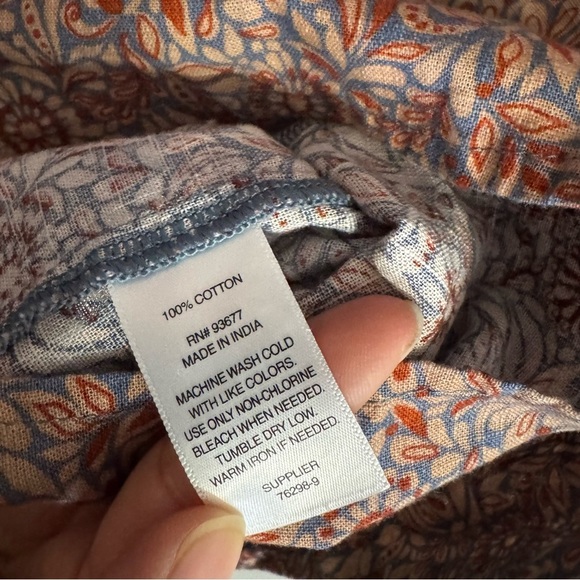 100% COTTON
RN# 93677
MADE IN INDIA
MACHINE WASH COLD
WITH LIKE COLORS.
USE ONLY NON-CHLORINE
BLEACH WHEN NEEDED.
TUMBLE DRY LOW.
WARM IRON IF NEEDED.
SUPPLIER
76298-9